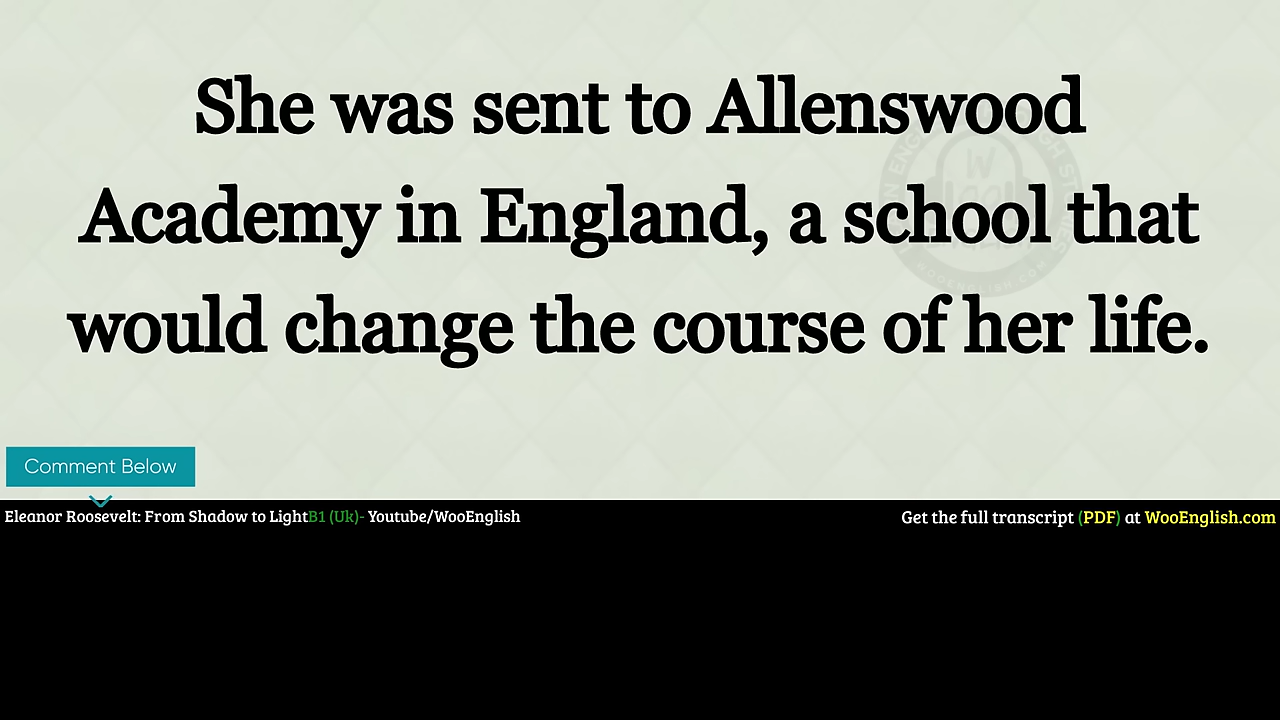 She was sent to Allenswood
Academy in England, a school that
would change the course of her life.
Comment Below
Eleanor Roosevelt: From Shadow to LightB1 (Uk)- Youtube/WooEnglish
Get the full transcript (PDF) at WooEnglish.com